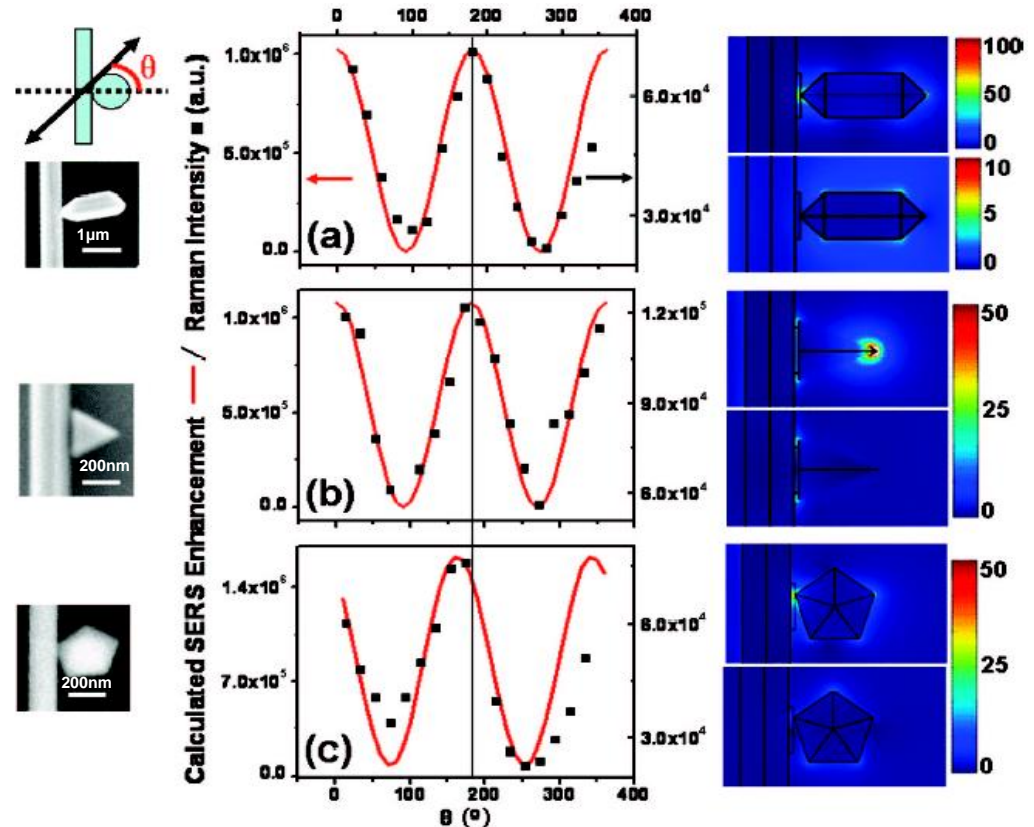 θ
1µm
200nm
200nm
Calculated SERS Enhancement — / Raman Intensity ■ (a.u.)
0 100 200 300 400
1.0x10⁶
5.0x10⁵
0.0
6.0x10⁴
3.0x10⁴
(a)
1.0x10⁶
5.0x10⁵
0.0
1.2x10⁵
9.0x10⁴
6.0x10⁴
(b)
1.4x10⁶
7.0x10⁵
0.0
6.0x10⁴
3.0x10⁴
(c)
0 100 200 300 400
θ (º)
100
50
0
10
5
0
50
25
0
50
25
0